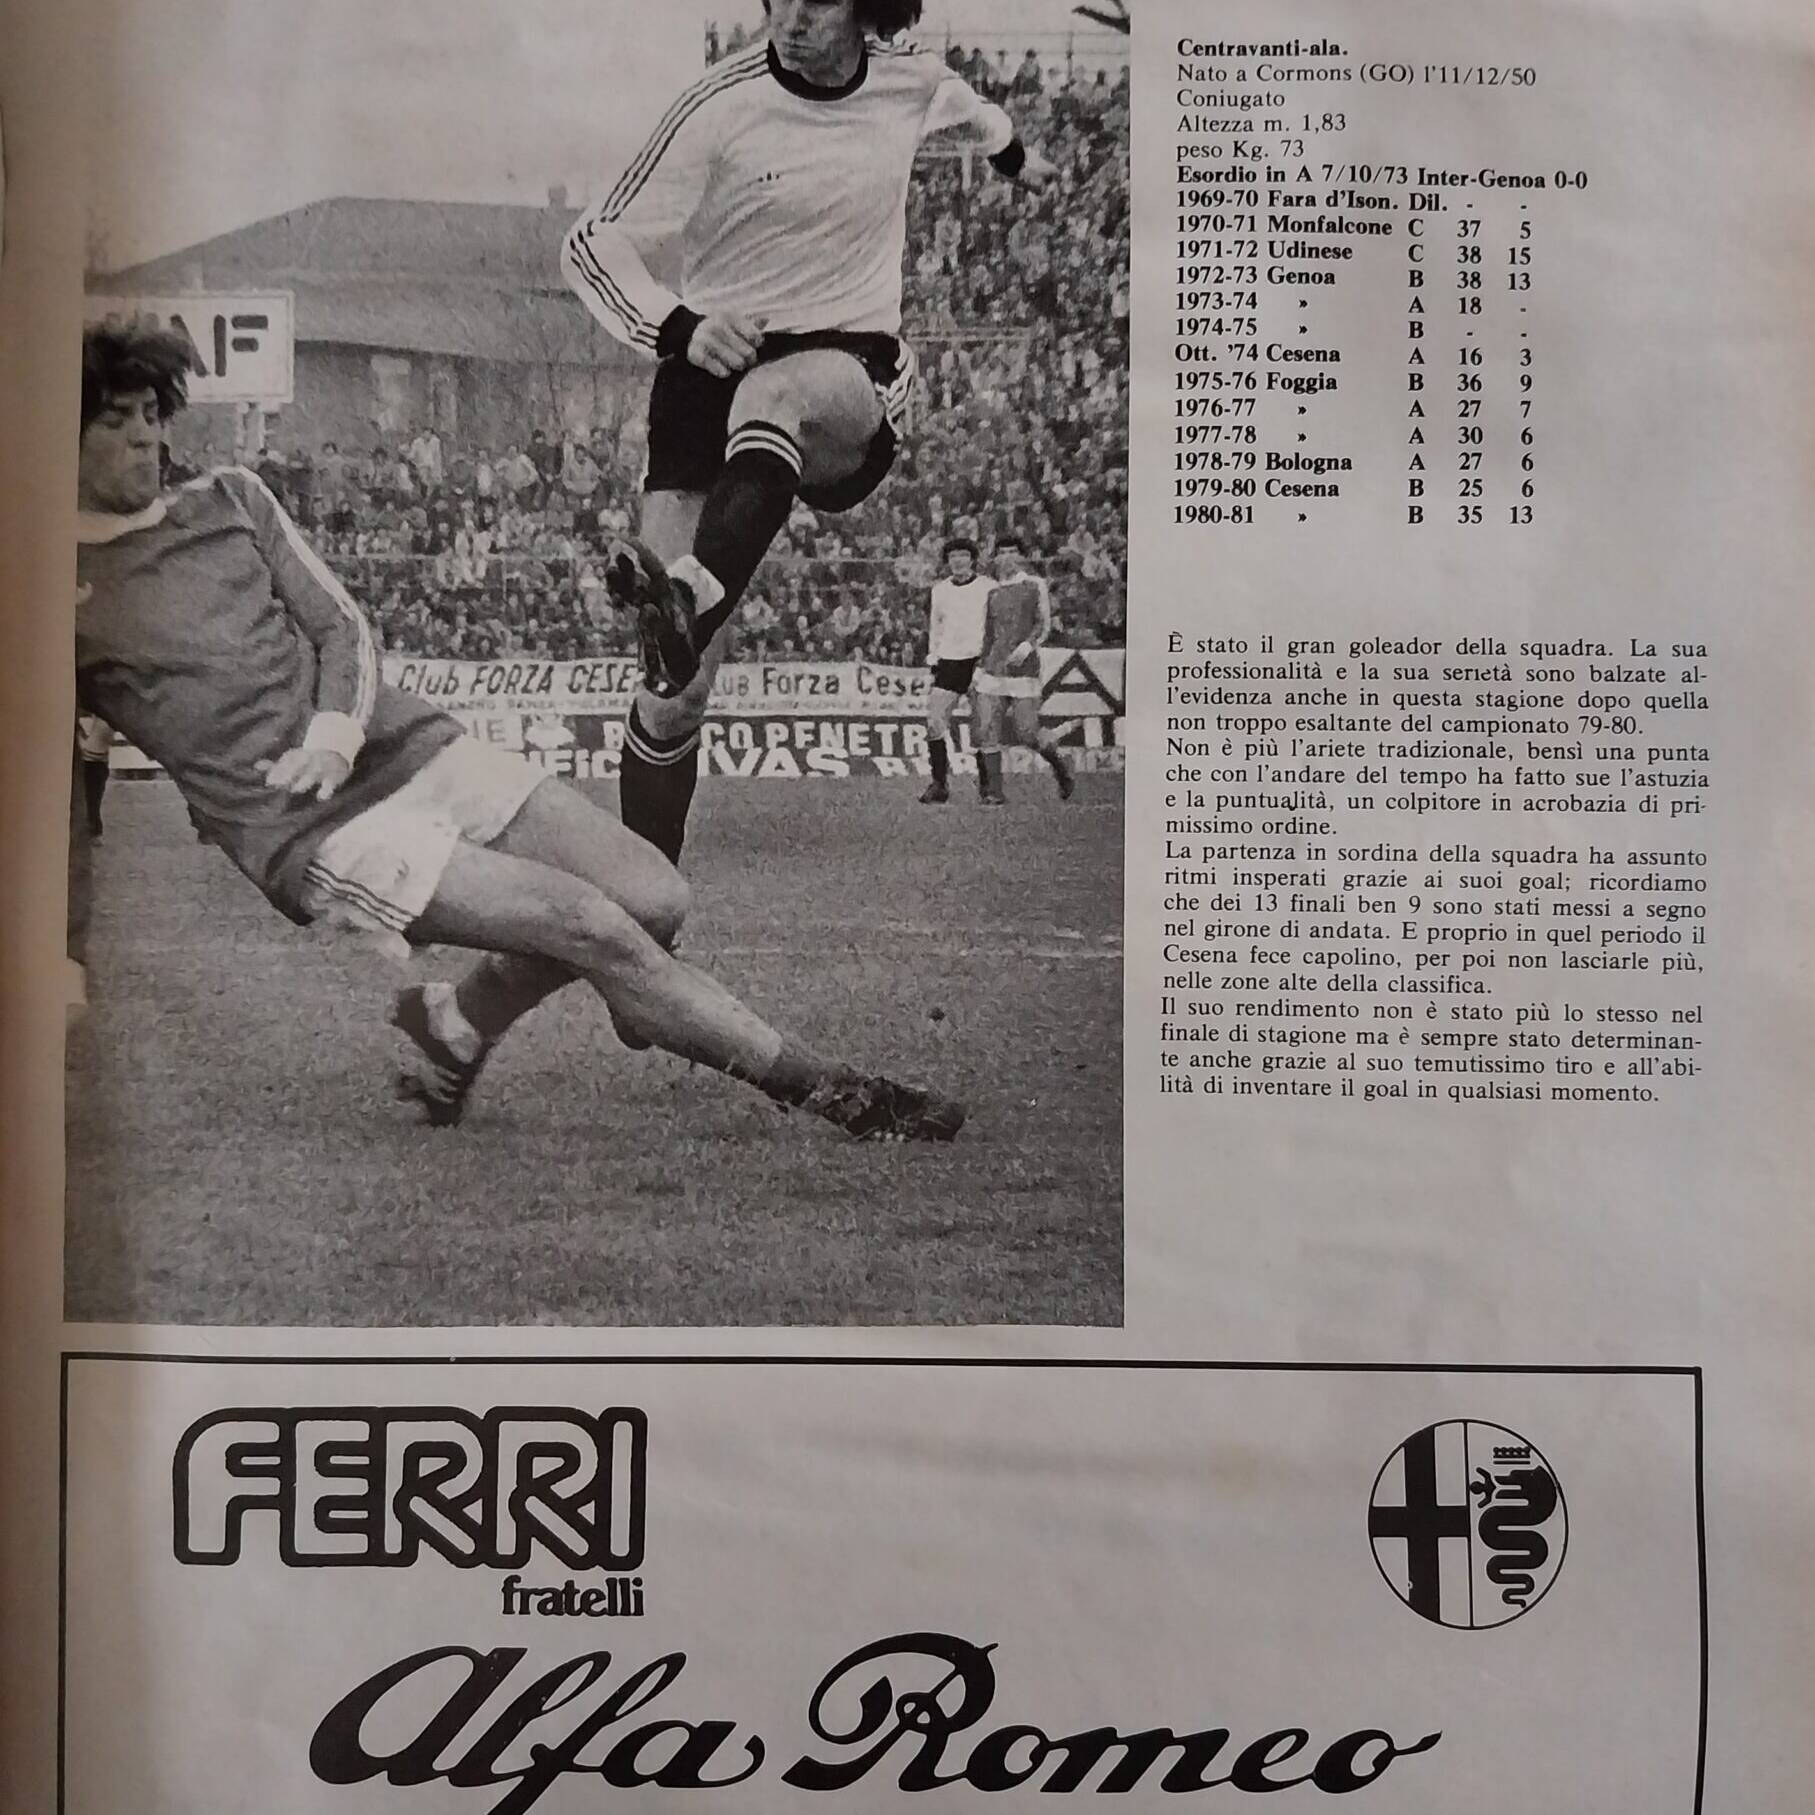 AF
Club FORZA CESE
Forza Cese
CO PENETRAL
IVAS
Centravanti-ala.
Nato a Cormons (GO) l'11/12/50
Coniugato
Altezza m. 1,83
peso Kg. 73
Esordio in A 7/10/73 Inter-Genoa 0-0
1969-70 Fara d'Ison. Dil. - -
1970-71 Monfalcone C 37 5
1971-72 Udinese C 38 15
1972-73 Genoa B 38 13
1973-74 » A 18 -
1974-75 » B - -
Ott. '74 Cesena A 16 3
1975-76 Foggia B 36 9
1976-77 » A 27 7
1977-78 » A 30 6
1978-79 Bologna A 27 6
1979-80 Cesena B 25 6
1980-81 » B 35 13
È stato il gran goleador della squadra. La sua
professionalità e la sua serietà sono balzate al-
l'evidenza anche in questa stagione dopo quella
non troppo esaltante del campionato 79-80.
Non è più l'ariete tradizionale, bensì una punta
che con l'andare del tempo ha fatto sue l'astuzia
e la puntualità, un colpitore in acrobazia di pri-
missimo ordine.
La partenza in sordina della squadra ha assunto
ritmi insperati grazie ai suoi goal; ricordiamo
che dei 13 finali ben 9 sono stati messi a segno
nel girone di andata. E proprio in quel periodo il
Cesena fece capolino, per poi non lasciarle più,
nelle zone alte della classifica.
Il suo rendimento non è stato più lo stesso nel
finale di stagione ma è sempre stato determinan-
te anche grazie al suo temutissimo tiro e all'abi-
lità di inventare il goal in qualsiasi momento.
FERRI
fratelli
Alfa Romeo